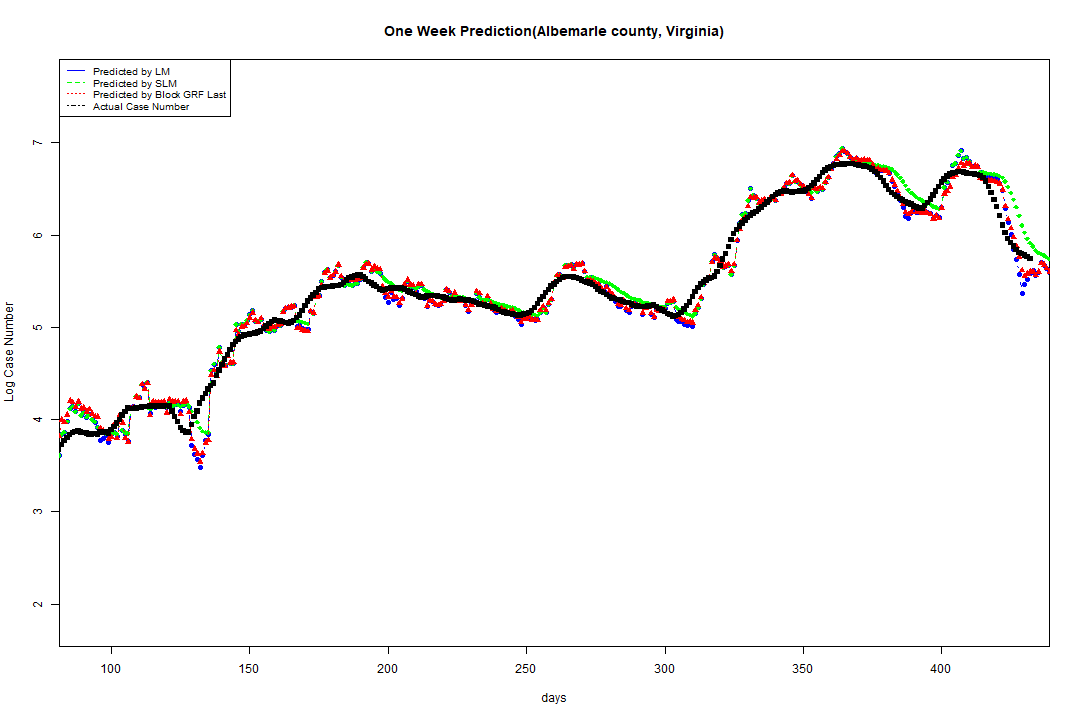 One Week Prediction(Albemarle county, Virginia)
Predicted by LM
Predicted by SLM
Predicted by Block GRF Last
Actual Case Number
7
6
5
4
3
2
Log Case Number
100 150 200 250 300 350 400
days